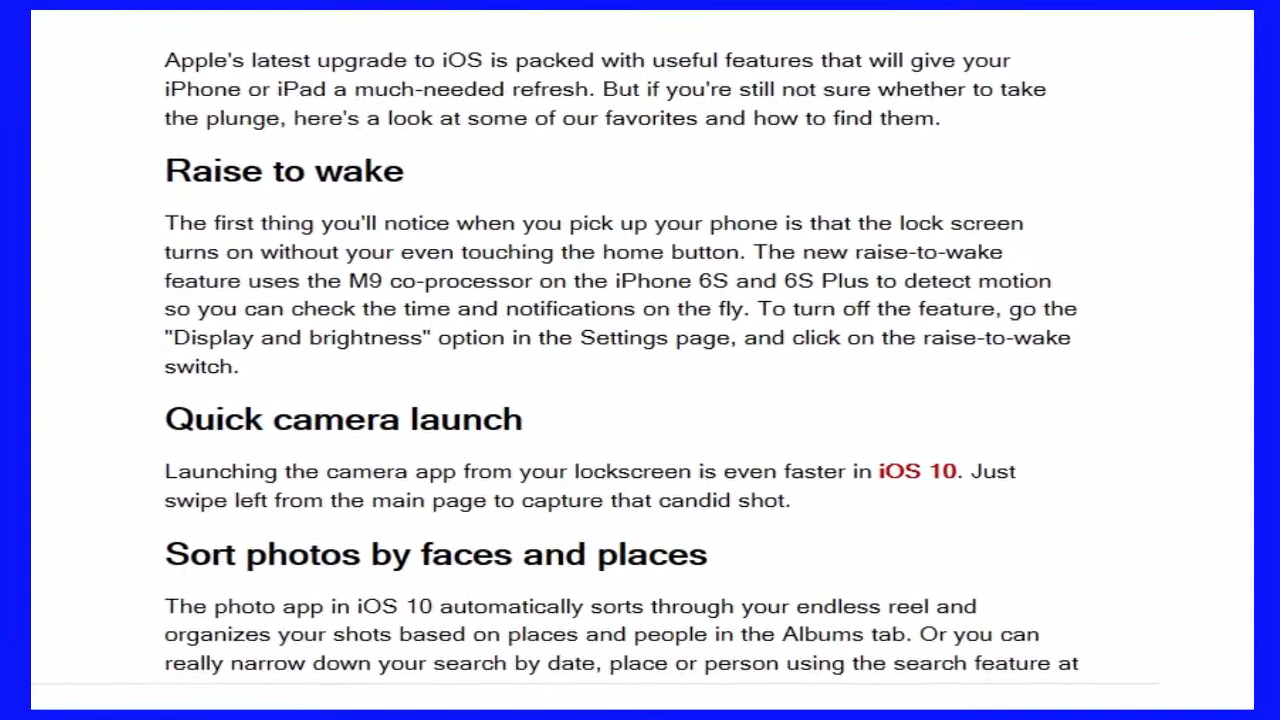 Apple's latest upgrade to iOS is packed with useful features that will give your
iPhone or iPad a much-needed refresh. But if you're still not sure whether to take
the plunge, here's a look at some of our favorites and how to find them.
Raise to wake
The first thing you'll notice when you pick up your phone is that the lock screen
turns on without your even touching the home button. The new raise-to-wake
feature uses the M9 co-processor on the iPhone 6S and 6S Plus to detect motion
so you can check the time and notifications on the fly. To turn off the feature, go the
"Display and brightness" option in the Settings page, and click on the raise-to-wake
switch.
Quick camera launch
Launching the camera app from your lockscreen is even faster in iOS 10. Just
swipe left from the main page to capture that candid shot.
Sort photos by faces and places
The photo app in iOS 10 automatically sorts through your endless reel and
organizes your shots based on places and people in the Albums tab. Or you can
really narrow down your search by date, place or person using the search feature at